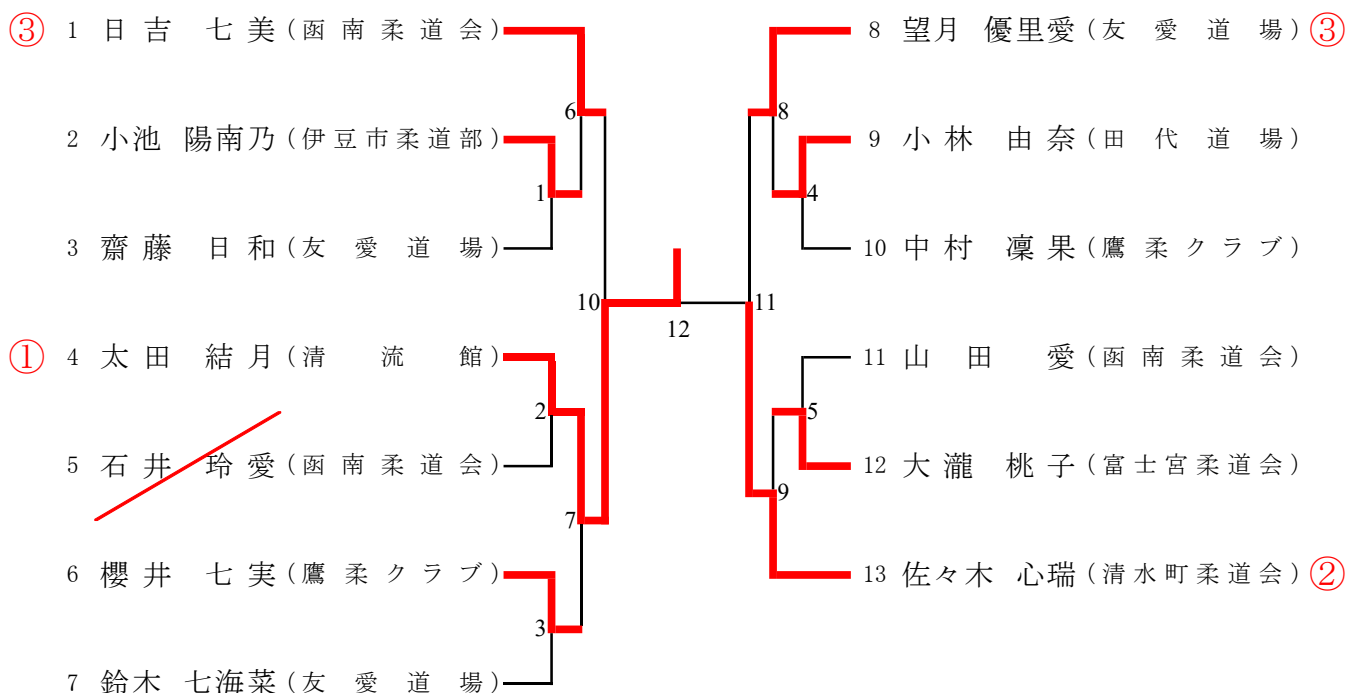 ③ 1 日吉 七美 (函南柔道会)
2 小池 陽南乃 (伊豆市柔道部)
3 齋藤 日和 (友愛道場)
① 4 太田 結月 (清流館)
5 石井 玲愛 (函南柔道会)
6 櫻井 七実 (鷹柔クラブ)
7 鈴木 七海菜 (友愛道場)
6
1
10
2
7
3
12
8
4
11
5
9
8 望月 優里愛 (友愛道場) ③
9 小林 由奈 (田代道場)
10 中村 凜果 (鷹柔クラブ)
11 山田 愛 (函南柔道会)
12 大瀧 桃子 (富士宮柔道会)
13 佐々木 心瑞 (清水町柔道会) ②